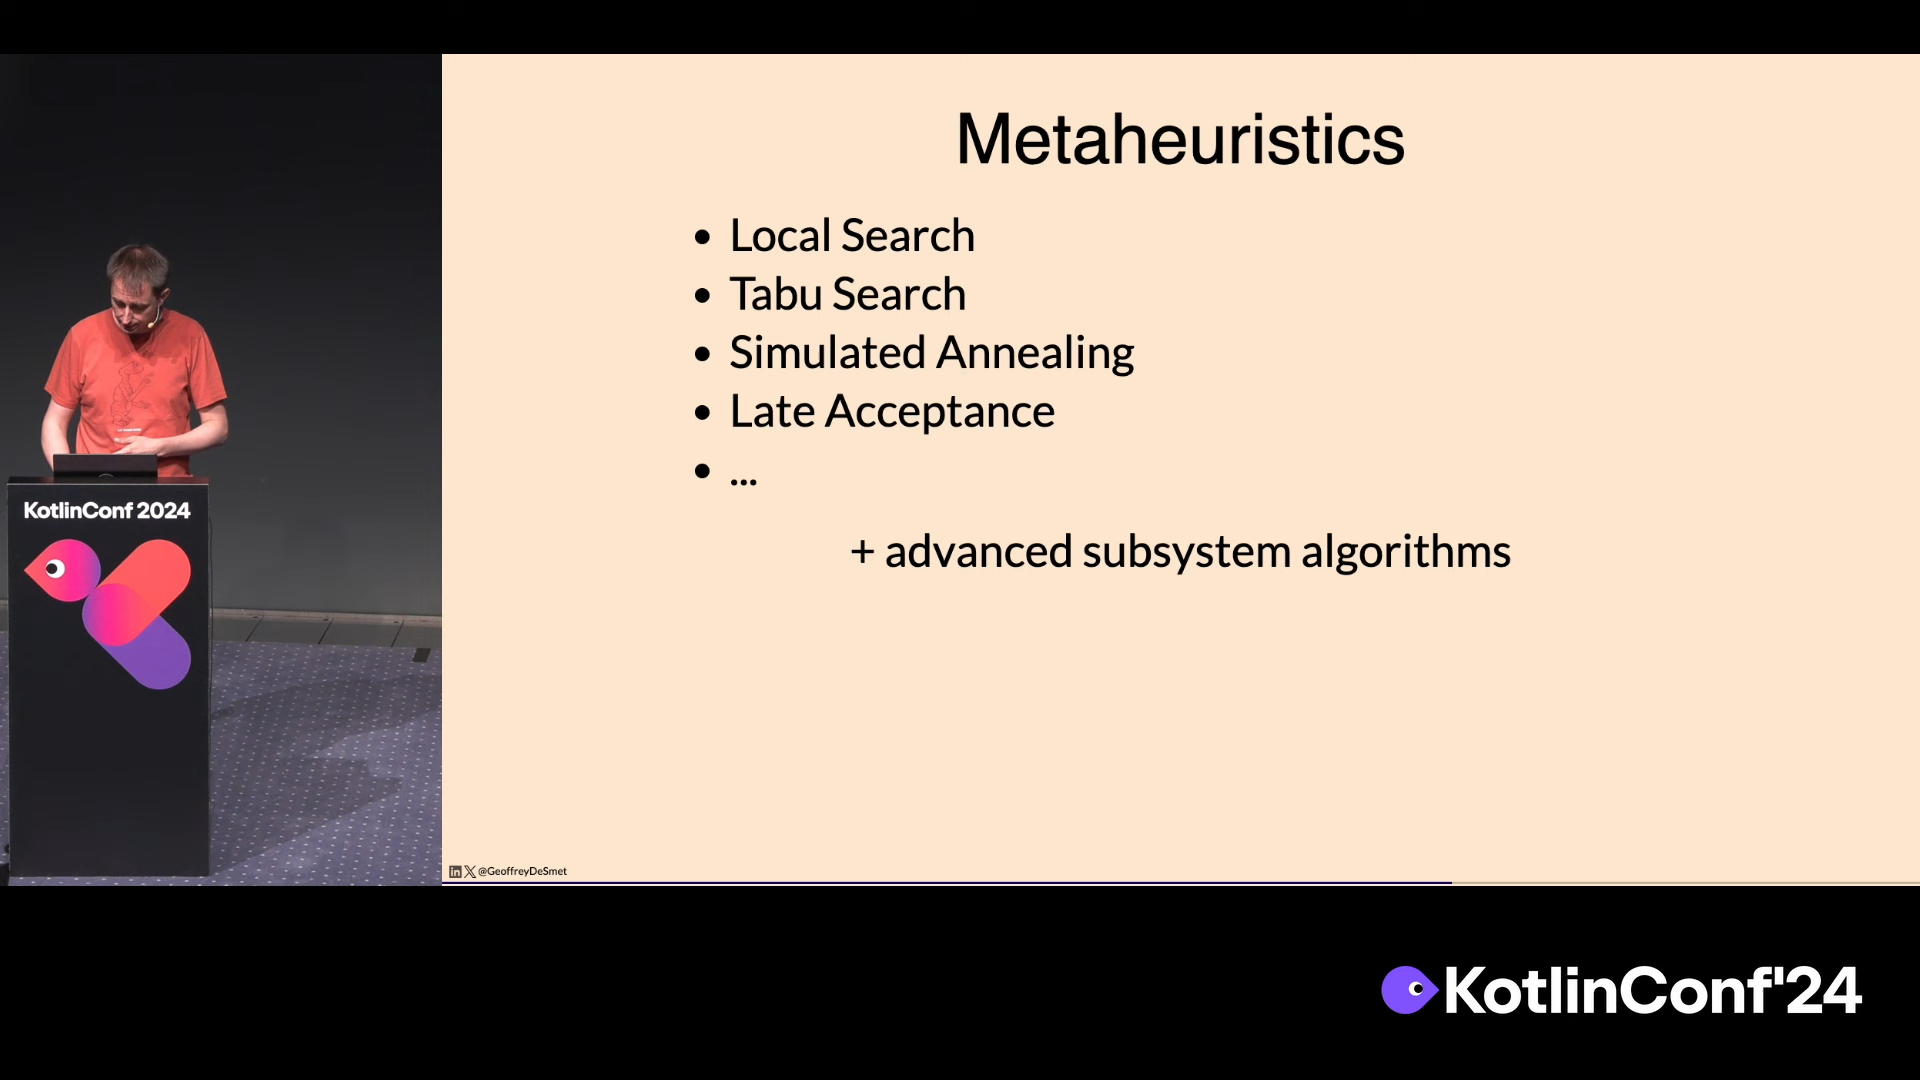 Metaheuristics
• Local Search
• Tabu Search
• Simulated Annealing
• Late Acceptance
• ...
+ advanced subsystem algorithms
@GeoffreyDeSmet
KotlinConf 2024
KotlinConf'24